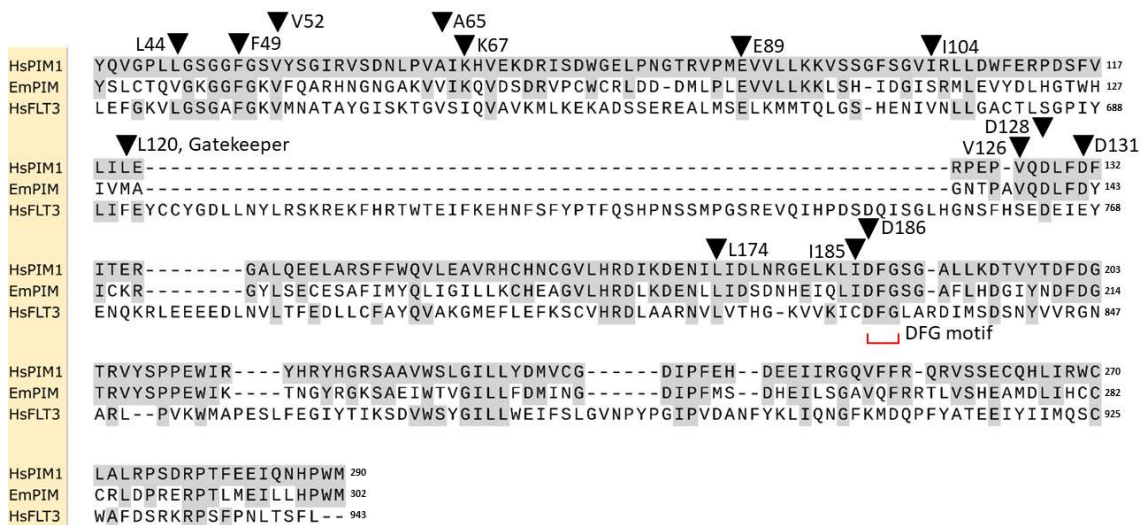 V52
A65
L44
F49
K67
E89
I104
HsPIM1 YQVGPLLGSGGFGSVYSGIRVSDNLPVAIKHVEKDRISDWGELPNGTRVPMEVVLLKKVSSGFSGVIRLLDWFERPDSFV 117
EmPIM YSLCTQVGKGGFGKVFQARHNGNGAKVVIKQVDSDRVPCWCRLDD-DMLPLEVVLLKKLSH-IDGISRMLEVYDLHGTWH 127
HsFLT3 LEFGKVLGSGAFGKVMNATAYGISKTGVSIQVAVKMLKEKADSSEREALMSELKMMTQLGS-HENIVNLLGACTLSGPIY 688
L120, Gatekeeper
D128
V126
D131
HsPIM1 LILE----------------------------------------------------------------RPEP-VQDLFDF 132
EmPIM IVMA----------------------------------------------------------------GNTPAVQDLFDY 143
HsFLT3 LIFEYCCYGDLLNYLRSKREKFHRTWTEIFKEHNFSFYPTFQSHPNSSMPGSREVQIHPDSDQISGLHGNSFHSEDEIEY 768
D186
L174
I185
HsPIM1 ITER--------GALQEELARSFFWQVLEAVRHCHNCGVLHRDIKDENILIDLNRGELKLIDFGSG-ALLKDTVYTDFDG 203
EmPIM ICKR--------GYLSECESAFIMYQLIGILLKCHEAGVLHRDLKDENLLIDSDNHEIQLIDFGSG-AFLHDGIYNDFDG 214
HsFLT3 ENQKRLEEEEDLNVLTFEDLLCFAYQVAKGMEFLEFKSCVHRDLAARNVLVTHG-KVVKICDFGLARDIMSDSNYVVRGN 847
DFG motif
HsPIM1 TRVYSPPEWIR----YHRYHGRSAAVWSLGILLYDMVCG------DIPFEH--DEEIIRGQVFFR-QRVSSECQHLIRWC 270
EmPIM TRVYSPPEWIK----TNGYRGKSAEIWTVGILLFDMING------DIPFMS--DHEILSGAVQFRRTLVSHEAMDLIHCC 282
HsFLT3 ARL--PVKWMAPESLFEGIYTIKSDVWSYGILLWEIFSLGVNPYPGIPVDANFYKLIQNGFKMDQPFYATEEIYIIMQSC 925
HsPIM1 LALRPSDRPTFEEIQNHPWM 290
EmPIM CRLDPRERPTLMEILLHPWM 302
HsFLT3 WAFDSRKRPSFPNLTSFL-- 943